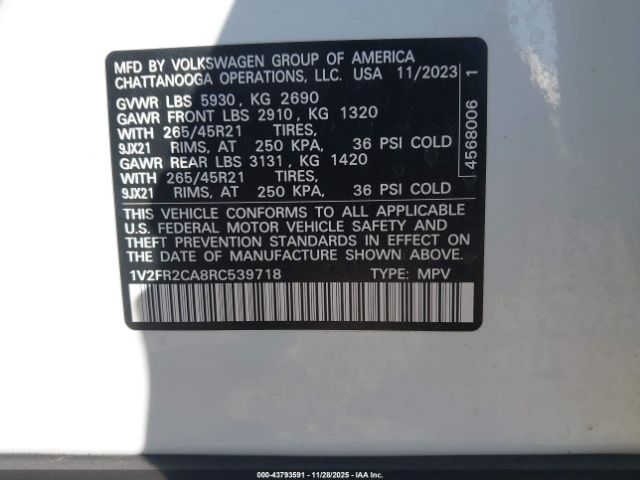 MFD BY VOLKSWAGEN GROUP OF AMERICA
CHATTANOOGA OPERATIONS, LLC. USA 11/2023
GVWR LBS 5930, KG 2690
GAWR FRONT LBS 2910, KG 1320
WITH 265/45R21 TIRES,
9JX21 RIMS, AT 250 KPA, 36 PSI COLD
GAWR REAR LBS 3131, KG 1420
WITH 265/45R21 TIRES,
9JX21 RIMS, AT 250 KPA, 36 PSI COLD
THIS VEHICLE CONFORMS TO ALL APPLICABLE
U.S. FEDERAL MOTOR VEHICLE SAFETY AND
THEFT PREVENTION STANDARDS IN EFFECT ON
THE DATE OF MANUFACTURE SHOWN ABOVE.
1V2FR2CA8RC539718 TYPE: MPV
4568006 1
000-43793591 - 11/28/2025 - IAA Inc.